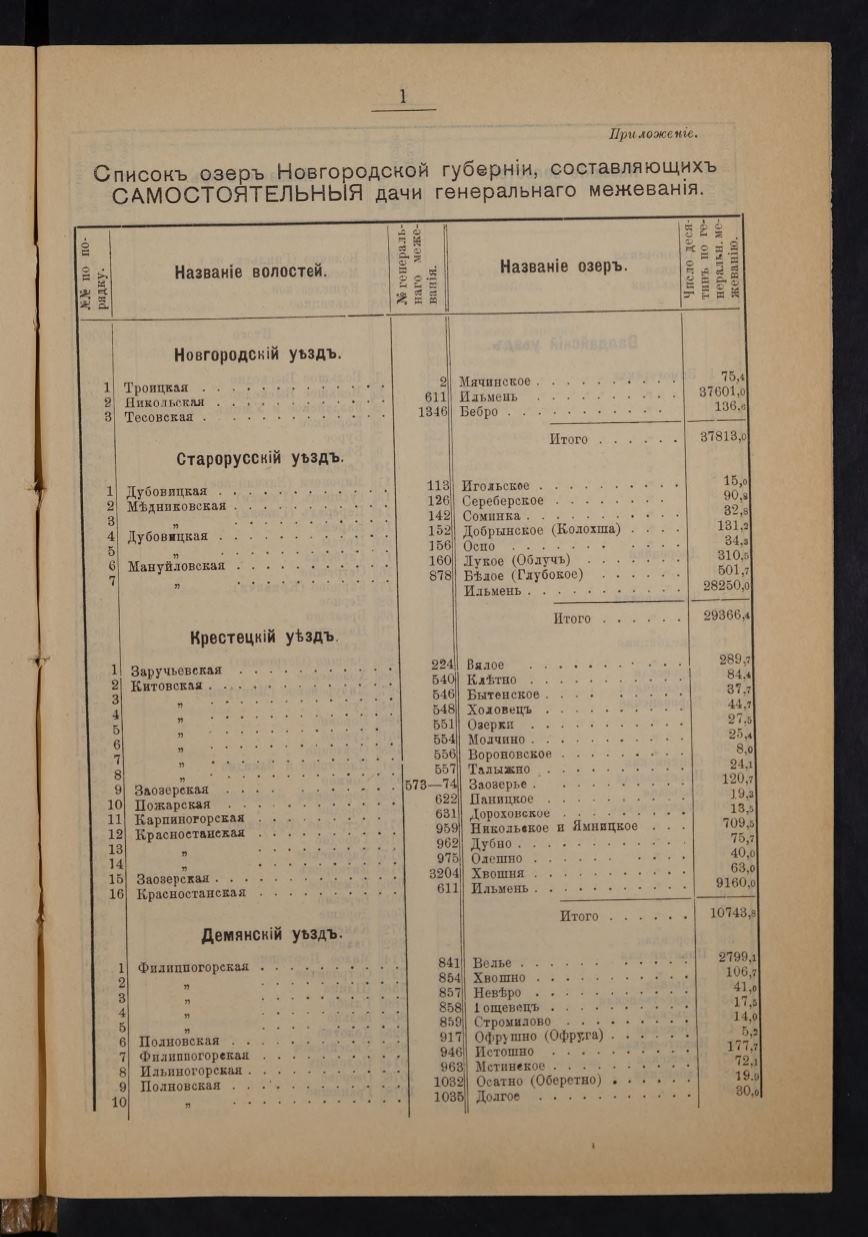 1
Приложеніе.
Списокъ озеръ Новгородской губерніи, составляющихъ
САМОСТОЯТЕЛЬНЫЯ дачи генеральнаго межеванія.
№№ по порядку. Названіе волостей. № генеральнаго межеванія. Названіе озеръ. Число десятинъ по генеральн. межеванію.
Новгородскій уѣздъ.
1 Троицкая . . . 2 Мячинское . . . 75,4
2 Никольская . . . 611 Ильмень . . . 37601,0
3 Тесовская . . . 1346 Бебро . . . 136,6
Итого . . . 37813,0
Старорусскій уѣздъ.
1 Дубовицкая . . . 113 Игольское . . . 15,0
2 Мѣдниковская . . . 126 Сереберское . . . 90,8
3 „ . . . 142 Соминка . . . 32,8
4 Дубовицкая . . . 152 Добрынское (Колохша) . . . 131,2
5 „ . . . 156 Оспо . . . 34,3
6 Мануйловская . . . 160 Лукое (Облучъ) . . . 310,5
7 „ . . . 878 Бѣлое (Глубокое) . . . 501,7
Ильмень . . . 28250,0
Итого . . . 29366,4
Крестецкій уѣздъ.
1 Заручьевская . . . 224 Вялое . . . 289,7
2 Китовская . . . 540 Клѣтно . . . 84,4
3 „ . . . 546 Бытенское . . . 37,7
4 „ . . . 548 Холовецъ . . . 44,7
5 „ . . . 551 Озерки . . . 27,5
6 „ . . . 554 Молчино . . . 25,4
7 „ . . . 556 Вороновское . . . 8,0
8 „ . . . 557 Талыжно . . . 24,1
9 Заозерская . . . 573—74 Заозерье . . . 120,7
10 Пожарская . . . 622 Паницкое . . . 19,3
11 Карпиногорская . . . 631 Дороховское . . . 13,5
12 Красностанская . . . 959 Никольское и Ямницкое . . . 709,5
13 „ . . . 962 Дубно . . . 75,7
14 „ . . . 975 Олешно . . . 40,0
15 Заозерская . . . 3204 Хвошня . . . 63,0
16 Красностанская . . . 611 Ильмень . . . 9160,0
Итого . . . 10743,8
Демянскій уѣздъ.
1 Филиппогорская . . . 841 Велье . . . 2799,1
2 „ . . . 854 Хвошно . . . 106,7
3 „ . . . 857 Невѣро . . . 41,0
4 „ . . . 858 . . . 17,5
5 „ . . . 859 Стромилово . . . 14,0
6 Полновская . . . 917 Офрушно (Офруга) . . . 5,2
7 Филиппогорская . . . 946 Истошно . . . 177,7
8 Ильиногорская . . . 963 Мстинское . . . 72,1
9 Полновская . . . 1032 Осатно (Оберетно) . . . 19,9
10 „ . . . 1035 Долгое . . . 30,0